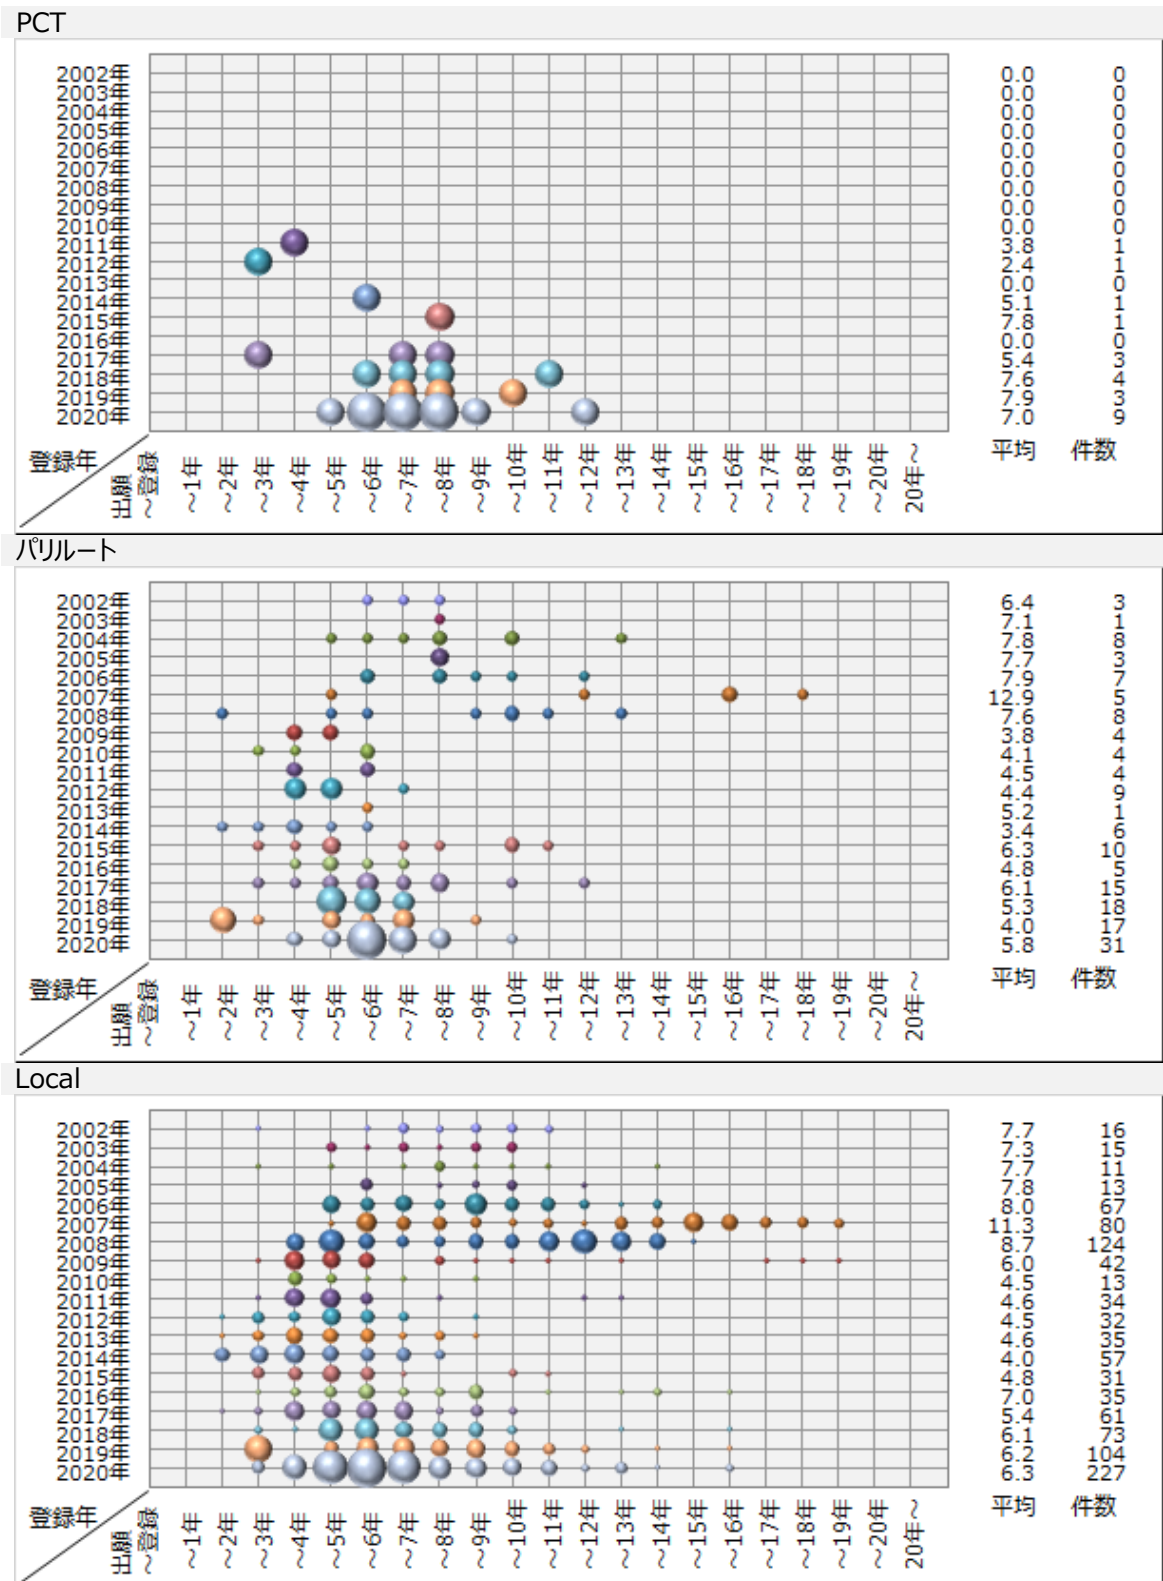 PCT
2002年 0.0 0
2003年 0.0 0
2004年 0.0 0
2005年 0.0 0
2006年 0.0 0
2007年 0.0 0
2008年 0.0 0
2009年 0.0 0
2010年 0.0 0
2011年 3.8 1
2012年 2.4 1
2013年 0.0 0
2014年 5.1 1
2015年 7.8 1
2016年 0.0 0
2017年 5.4 3
2018年 7.6 4
2019年 7.9 3
2020年 7.0 9
登録年 出願～登録 ～1年 ～2年 ～3年 ～4年 ～5年 ～6年 ～7年 ～8年 ～9年 ～10年 ～11年 ～12年 ～13年 ～14年 ～15年 ～16年 ～17年 ～18年 ～19年 ～20年 20年～ 平均 件数
パリルート
2002年 6.4 3
2003年 7.1 1
2004年 7.8 8
2005年 7.7 3
2006年 7.9 7
2007年 12.9 5
2008年 7.6 8
2009年 3.8 4
2010年 4.1 4
2011年 4.5 4
2012年 4.4 9
2013年 5.2 1
2014年 3.4 6
2015年 6.3 10
2016年 4.8 5
2017年 6.1 15
2018年 5.3 18
2019年 4.0 17
2020年 5.8 31
登録年 出願～登録 ～1年 ～2年 ～3年 ～4年 ～5年 ～6年 ～7年 ～8年 ～9年 ～10年 ～11年 ～12年 ～13年 ～14年 ～15年 ～16年 ～17年 ～18年 ～19年 ～20年 20年～ 平均 件数
Local
2002年 7.7 16
2003年 7.3 15
2004年 7.7 11
2005年 7.8 13
2006年 8.0 67
2007年 11.3 80
2008年 8.7 124
2009年 6.0 42
2010年 4.5 13
2011年 4.6 34
2012年 4.5 32
2013年 4.6 35
2014年 4.0 57
2015年 4.8 31
2016年 7.0 35
2017年 5.4 61
2018年 6.1 73
2019年 6.2 104
2020年 6.3 227
登録年 出願～登録 ～1年 ～2年 ～3年 ～4年 ～5年 ～6年 ～7年 ～8年 ～9年 ～10年 ～11年 ～12年 ～13年 ～14年 ～15年 ～16年 ～17年 ～18年 ～19年 ～20年 20年～ 平均 件数